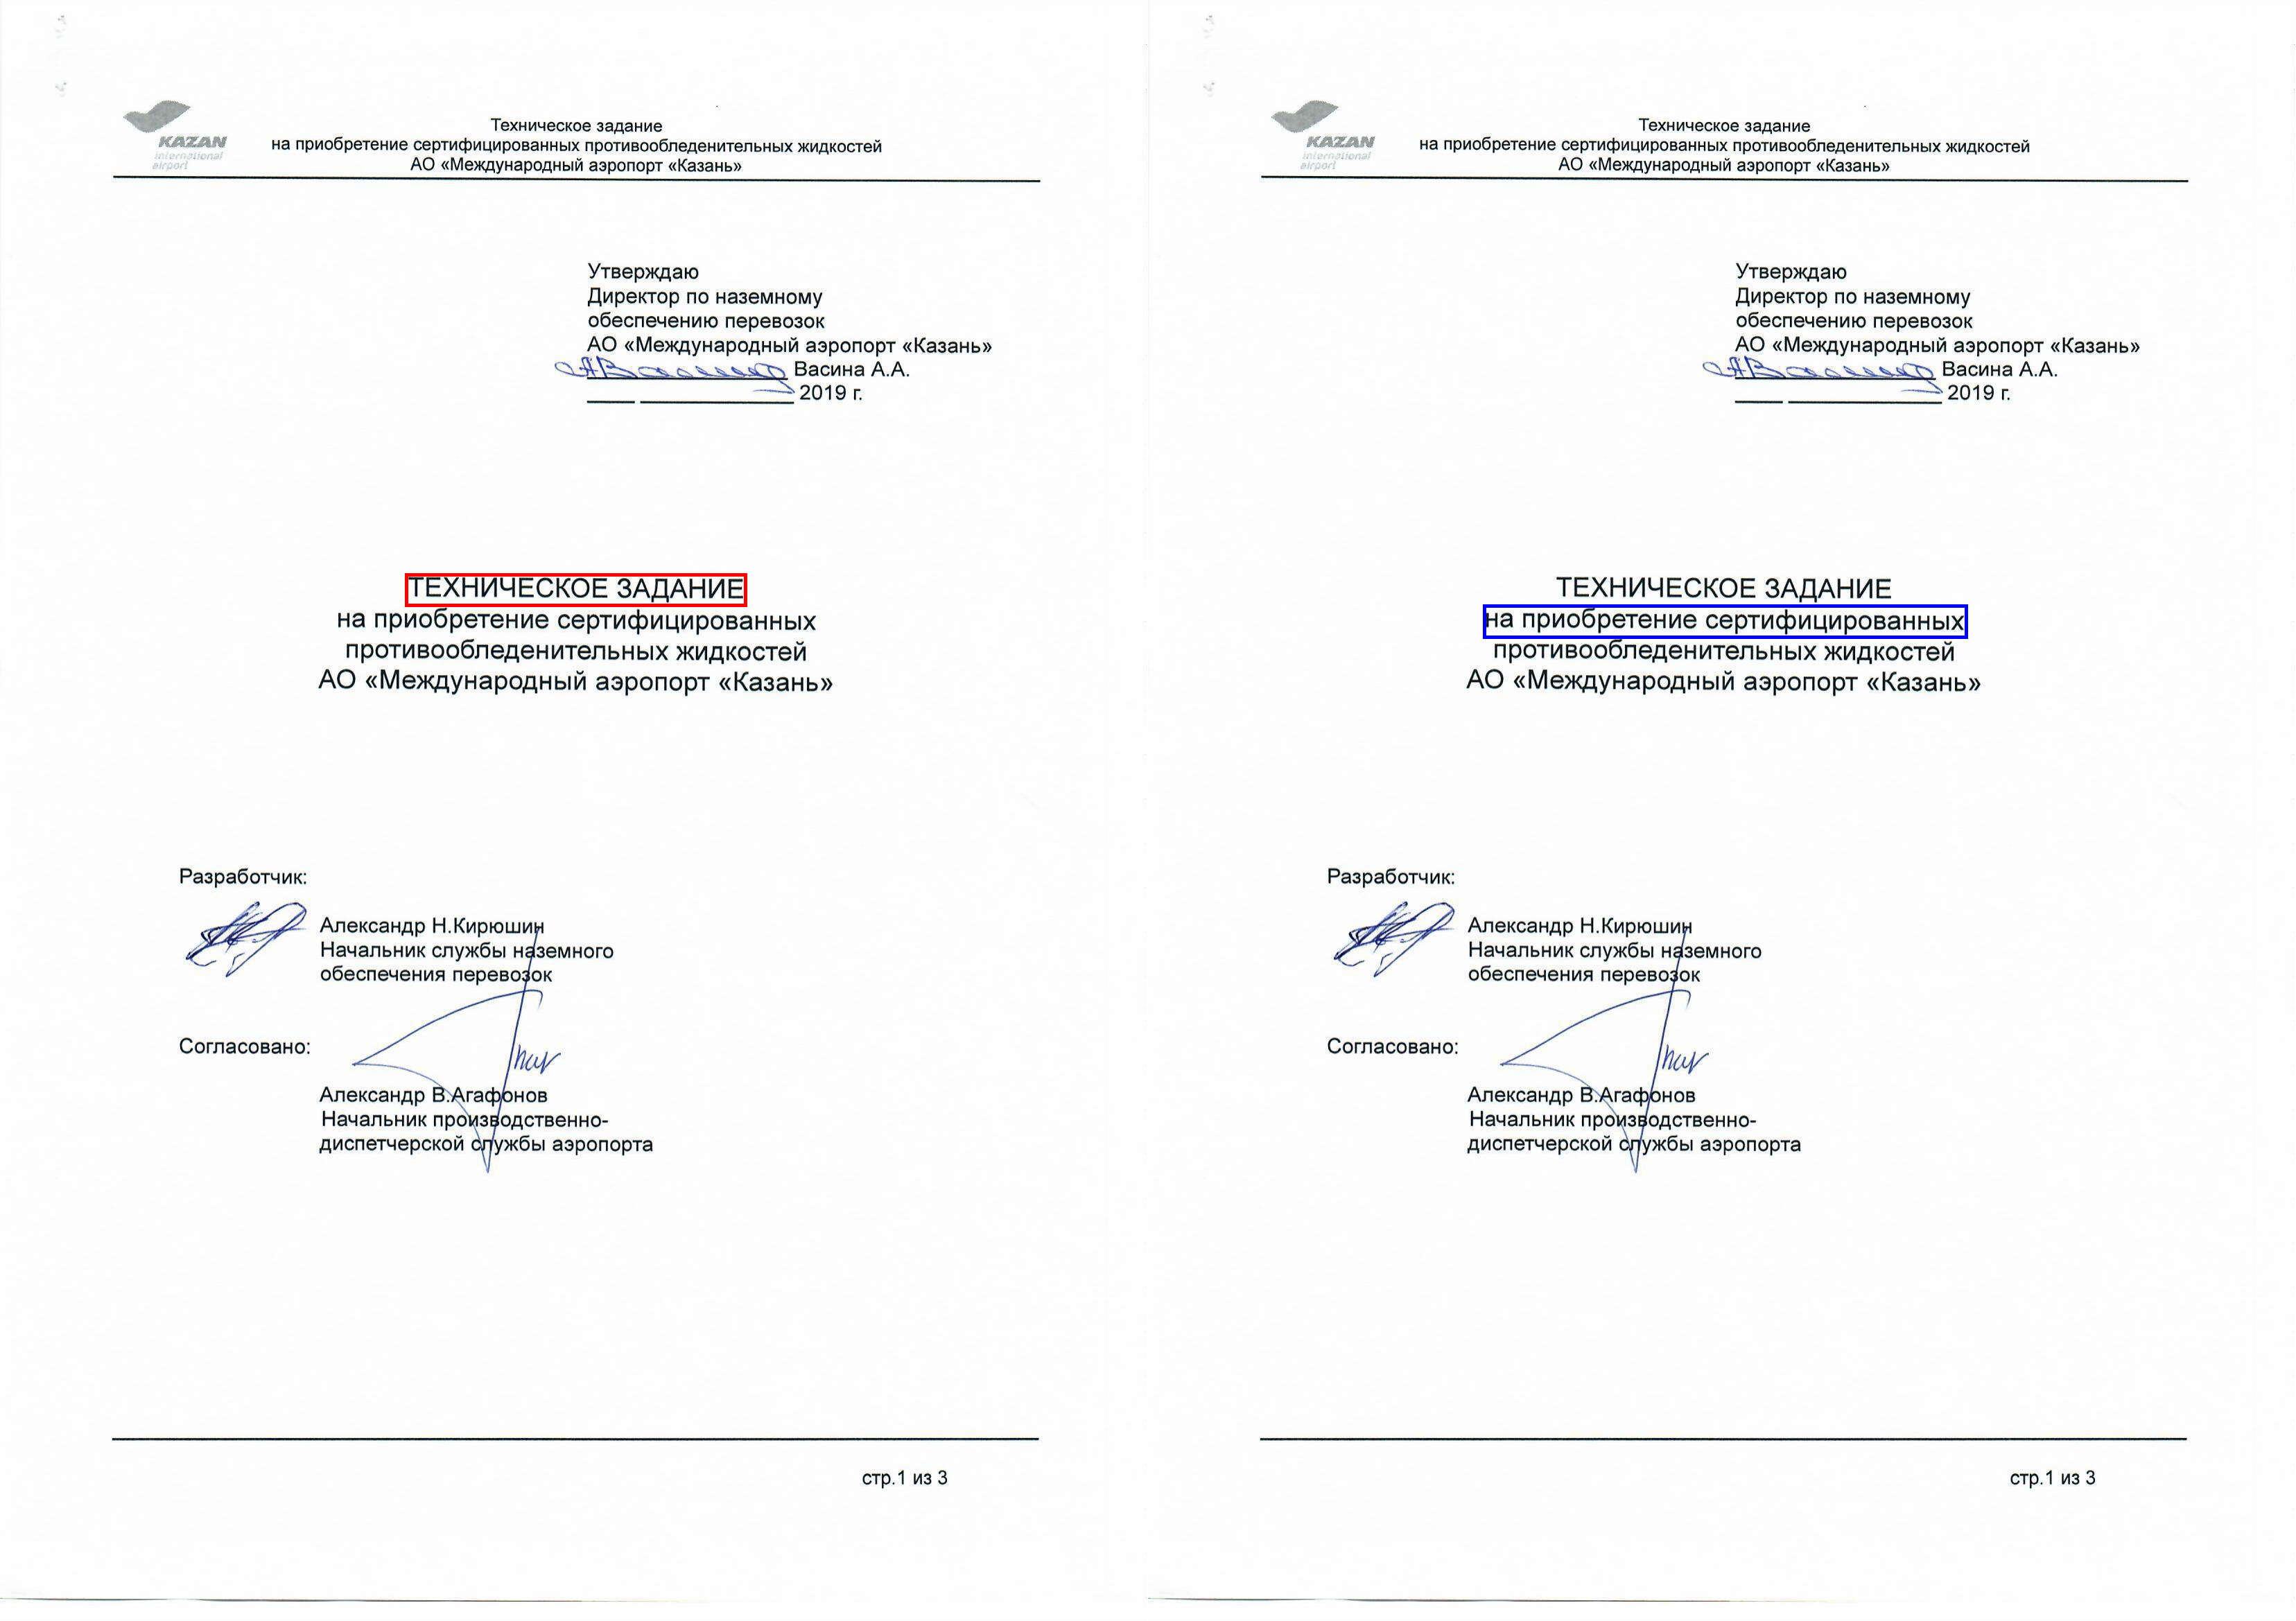 KAZAN
international
airport
Техническое задание
на приобретение сертифицированных противообледенительных жидкостей
АО «Международный аэропорт «Казань»
Утверждаю
Директор по наземному
обеспечению перевозок
АО «Международный аэропорт «Казань»
Васина А.А.
2019 г.
ТЕХНИЧЕСКОЕ ЗАДАНИЕ
на приобретение сертифицированных
противообледенительных жидкостей
АО «Международный аэропорт «Казань»
Разработчик:
Александр Н.Кирюшин
Начальник службы наземного
обеспечения перевозок
Согласовано:
Александр В.Агафонов
Начальник производственно-
диспетчерской службы аэропорта
стр.1 из 3
KAZAN
international
airport
Техническое задание
на приобретение сертифицированных противообледенительных жидкостей
АО «Международный аэропорт «Казань»
Утверждаю
Директор по наземному
обеспечению перевозок
АО «Международный аэропорт «Казань»
Васина А.А.
2019 г.
ТЕХНИЧЕСКОЕ ЗАДАНИЕ
на приобретение сертифицированных
противообледенительных жидкостей
АО «Международный аэропорт «Казань»
Разработчик:
Александр Н.Кирюшин
Начальник службы наземного
обеспечения перевозок
Согласовано:
Александр В.Агафонов
Начальник производственно-
диспетчерской службы аэропорта
стр.1 из 3